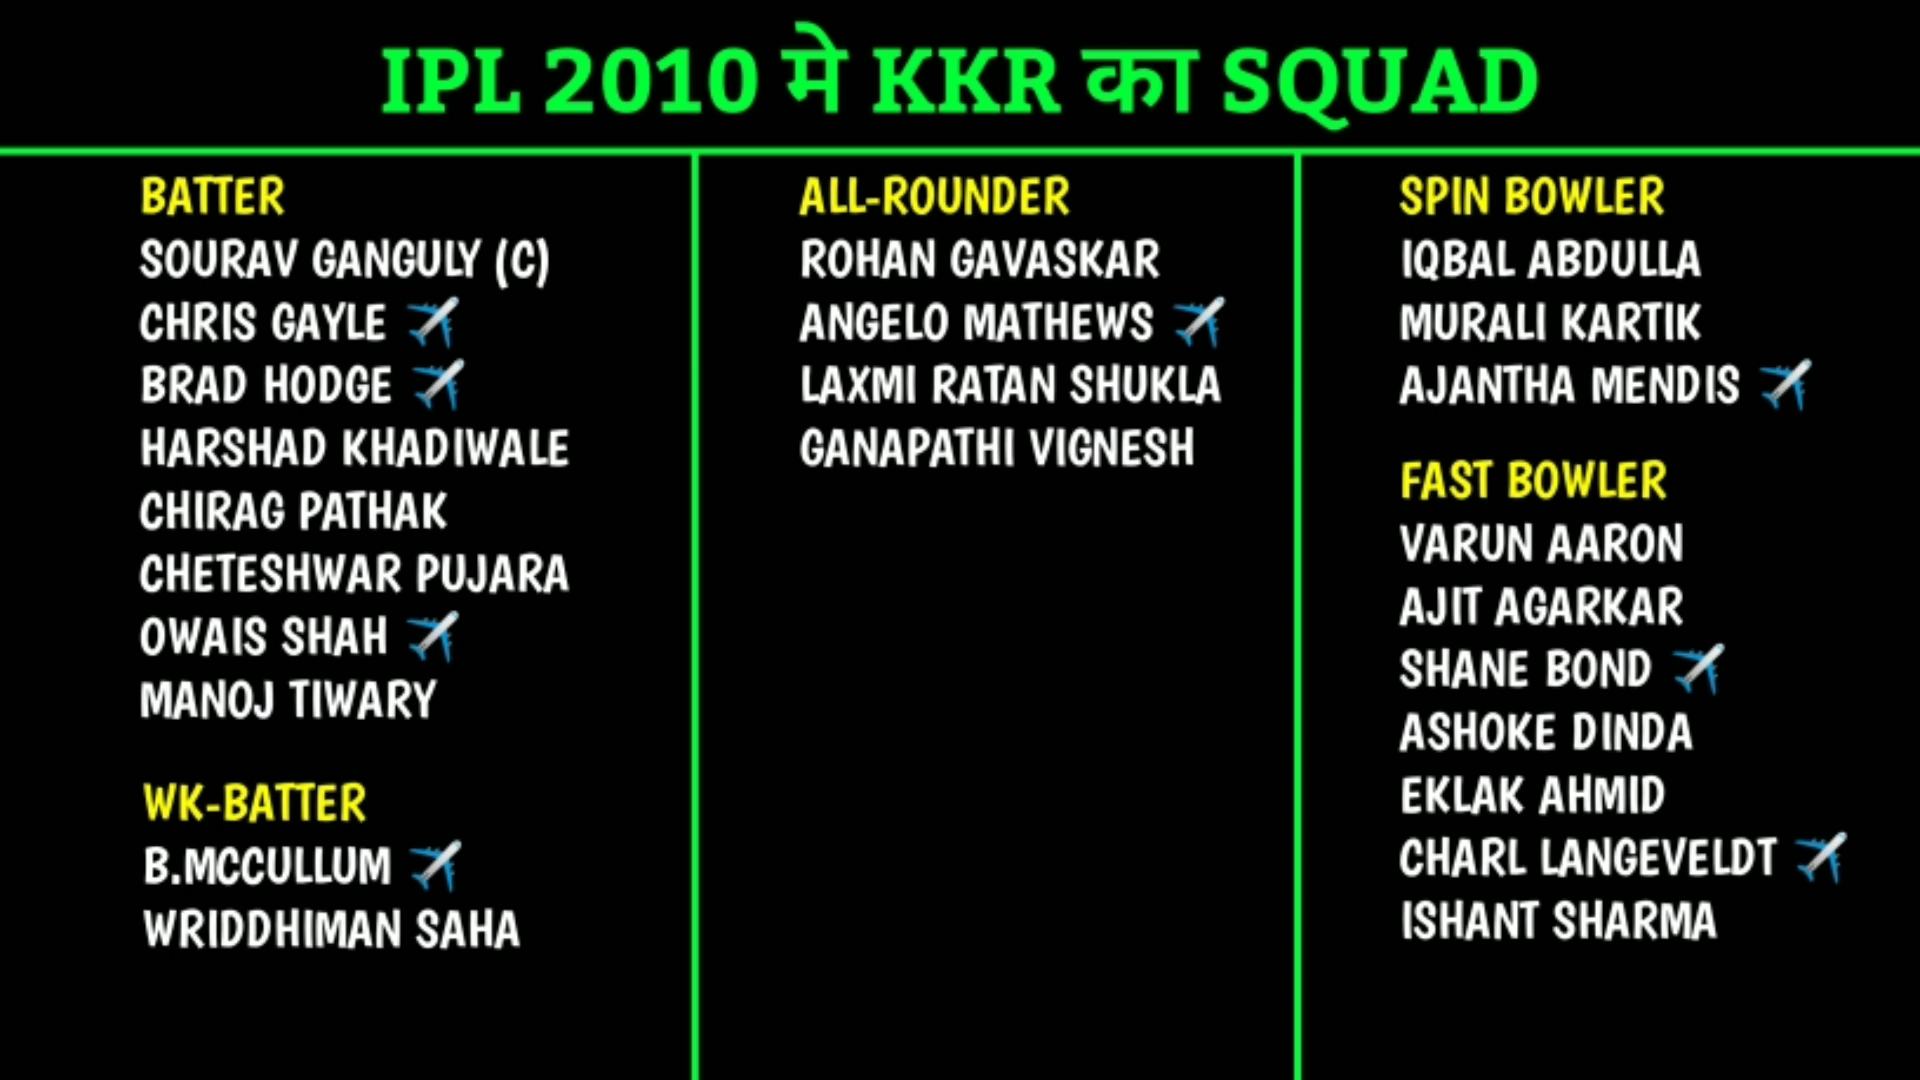 IPL 2010 मे KKR का SQUAD
BATTER
SOURAV GANGULY (C)
CHRIS GAYLE ✈️
BRAD HODGE ✈️
HARSHAD KHADIWALE
CHIRAG PATHAK
CHETESHWAR PUJARA
OWAIS SHAH ✈️
MANOJ TIWARY
WK-BATTER
B.MCCULLUM ✈️
WRIDDHIMAN SAHA
ALL-ROUNDER
ROHAN GAVASKAR
ANGELO MATHEWS ✈️
LAXMI RATAN SHUKLA
GANAPATHI VIGNESH
SPIN BOWLER
IQBAL ABDULLA
MURALI KARTIK
AJANTHA MENDIS ✈️
FAST BOWLER
VARUN AARON
AJIT AGARKAR
SHANE BOND ✈️
ASHOKE DINDA
EKLAK AHMID
CHARL LANGEVELDT ✈️
ISHANT SHARMA